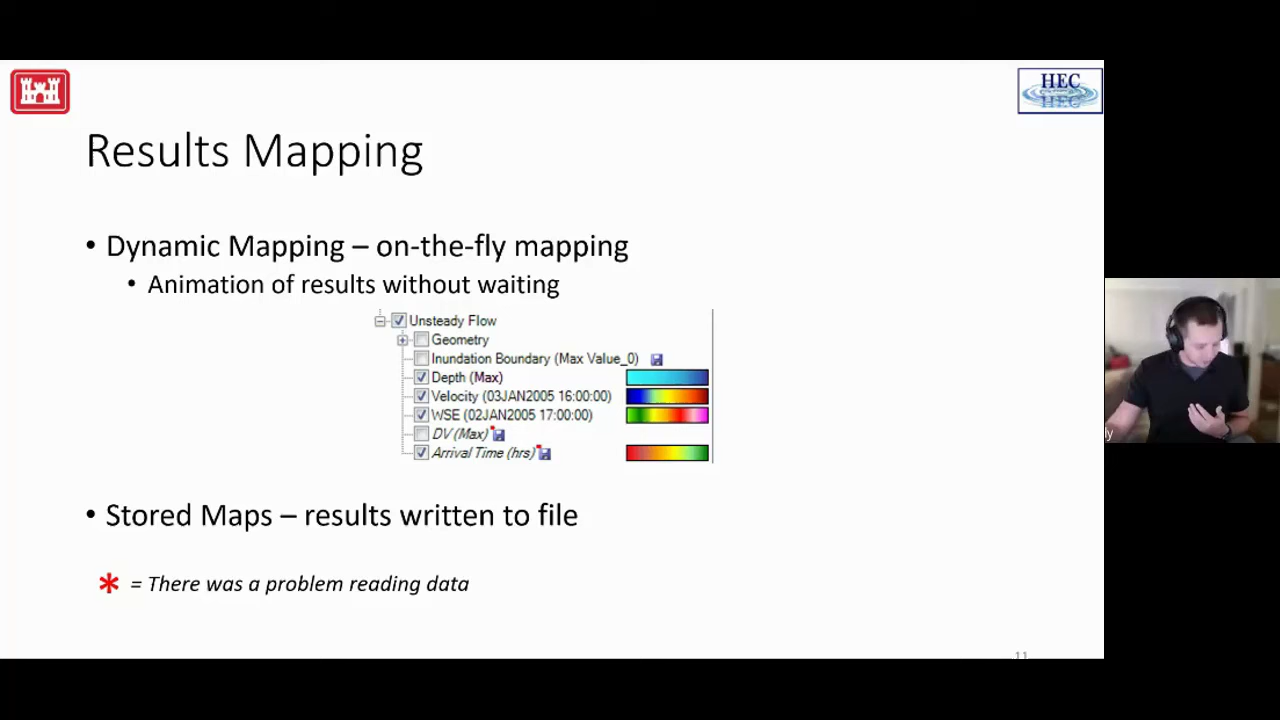 HEC
HEC
Results Mapping
• Dynamic Mapping – on-the-fly mapping
• Animation of results without waiting
Unsteady Flow
Geometry
Inundation Boundary (Max Value_0)
Depth (Max)
Velocity (03JAN2005 16:00:00)
WSE (02JAN2005 17:00:00)
DV (Max)
Arrival Time (hrs)
• Stored Maps – results written to file
* = There was a problem reading data
11
ly